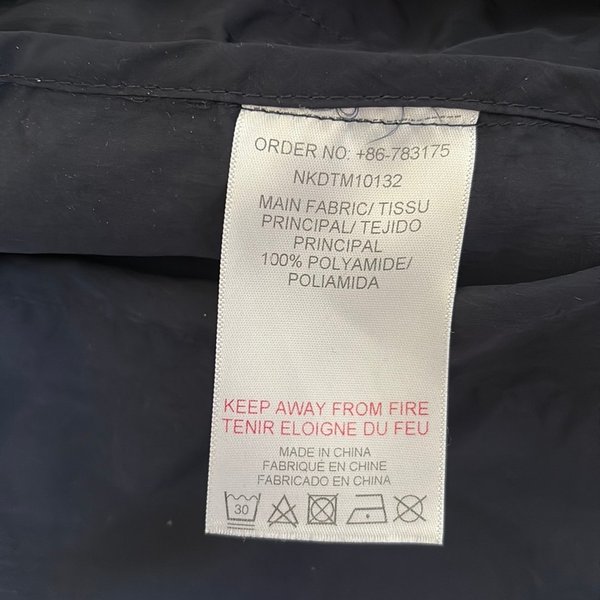 ORDER NO: +86-783175
NKDTM10132
MAIN FABRIC/ TISSU
PRINCIPAL/ TEJIDO
PRINCIPAL
100% POLYAMIDE/
POLIAMIDA
KEEP AWAY FROM FIRE
TENIR ELOIGNE DU FEU
MADE IN CHINA
FABRIQUÉ EN CHINE
FABRICADO EN CHINA
30